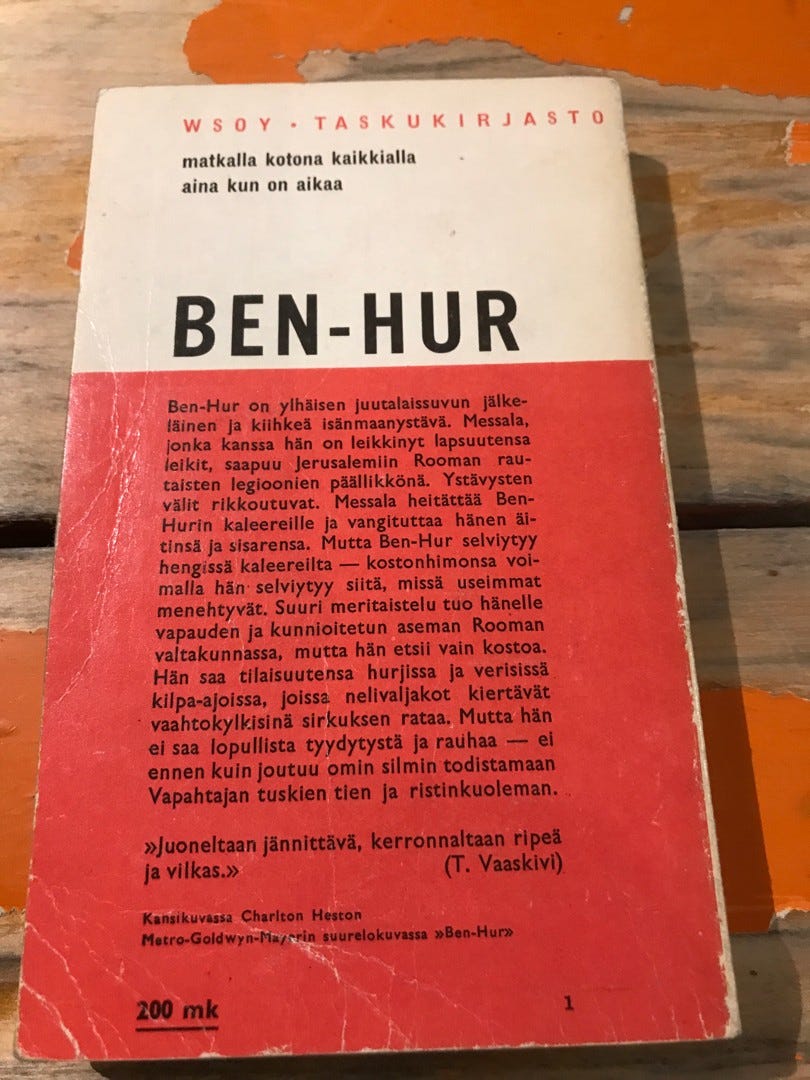 WSOY · TASKUKIRJASTO
matkalla kotona kaikkialla
aina kun on aikaa
BEN-HUR
Ben-Hur on ylhäisen juutalaissuvun jälke-
läinen ja kiihkeä isänmaanystävä. Messala,
jonka kanssa hän on leikkinyt lapsuutensa
leikit, saapuu Jerusalemiin Rooman rau-
taisten legioonien päällikkönä. Ystävysten
välit rikkoutuvat. Messala heitättää Ben-
Hurin kaleereille ja vangituttaa hänen äi-
tinsä ja sisarensa. Mutta Ben-Hur selviytyy
hengissä kaleereilta — kostonhimonsa voi-
malla hän selviytyy siitä, missä useimmat
menehtyvät. Suuri meritaistelu tuo hänelle
vapauden ja kunnioitetun aseman Rooman
valtakunnassa, mutta hän etsii vain kostoa.
Hän saa tilaisuutensa hurjissa ja verisissä
kilpa-ajoissa, joissa nelivaljakot kiertävät
vaahtokylkisinä sirkuksen rataa. Mutta hän
ei saa lopullista tyydytystä ja rauhaa — ei
ennen kuin joutuu omin silmin todistamaan
Vapahtajan tuskien tien ja ristinkuoleman.
»Juoneltaan jännittävä, kerronnaltaan ripeä
ja vilkas.» (T. Vaaskivi)
Kansikuvassa Charlton Heston
Metro-Goldwyn-Mayerin suurelokuvassa »Ben-Hur»
200 mk 1